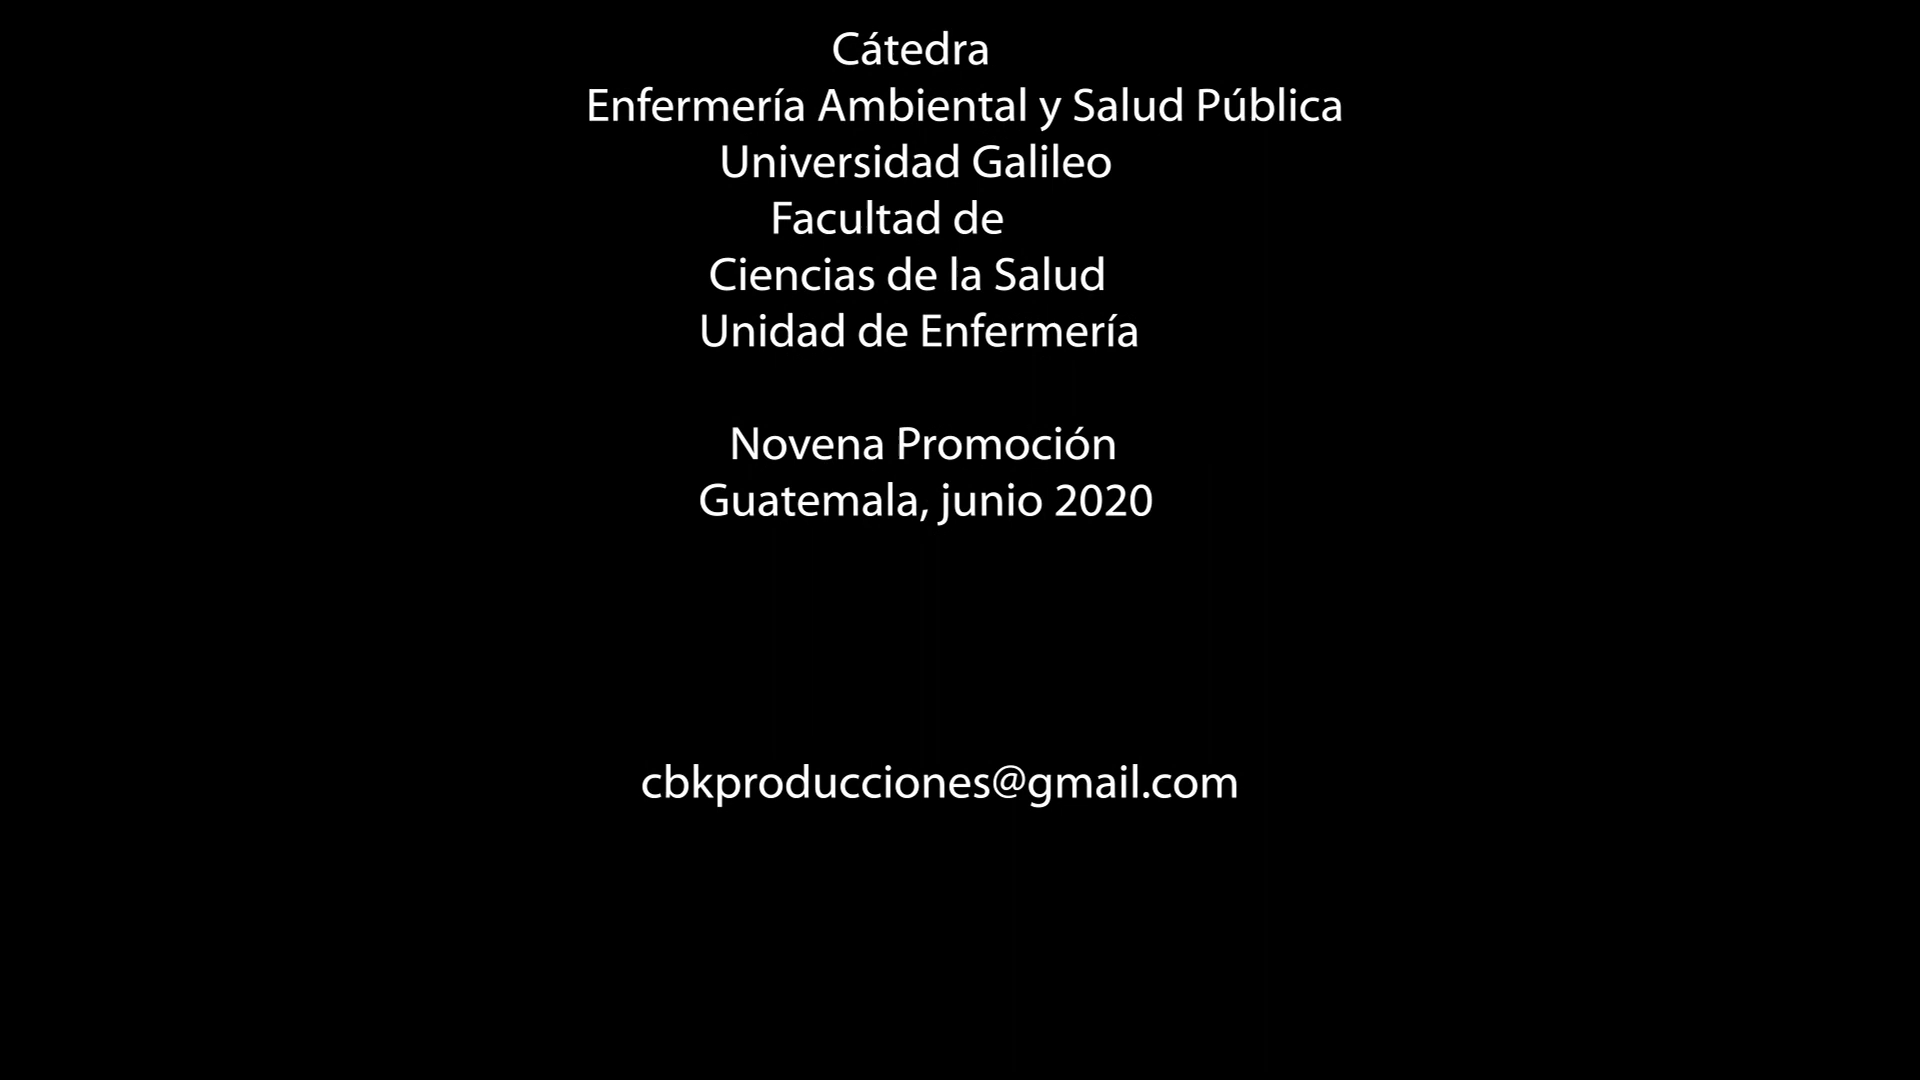 Cátedra
Enfermería Ambiental y Salud Pública
Universidad Galileo
Facultad de
Ciencias de la Salud
Unidad de Enfermería
Novena Promoción
Guatemala, junio 2020
cbkproducciones@gmail.com